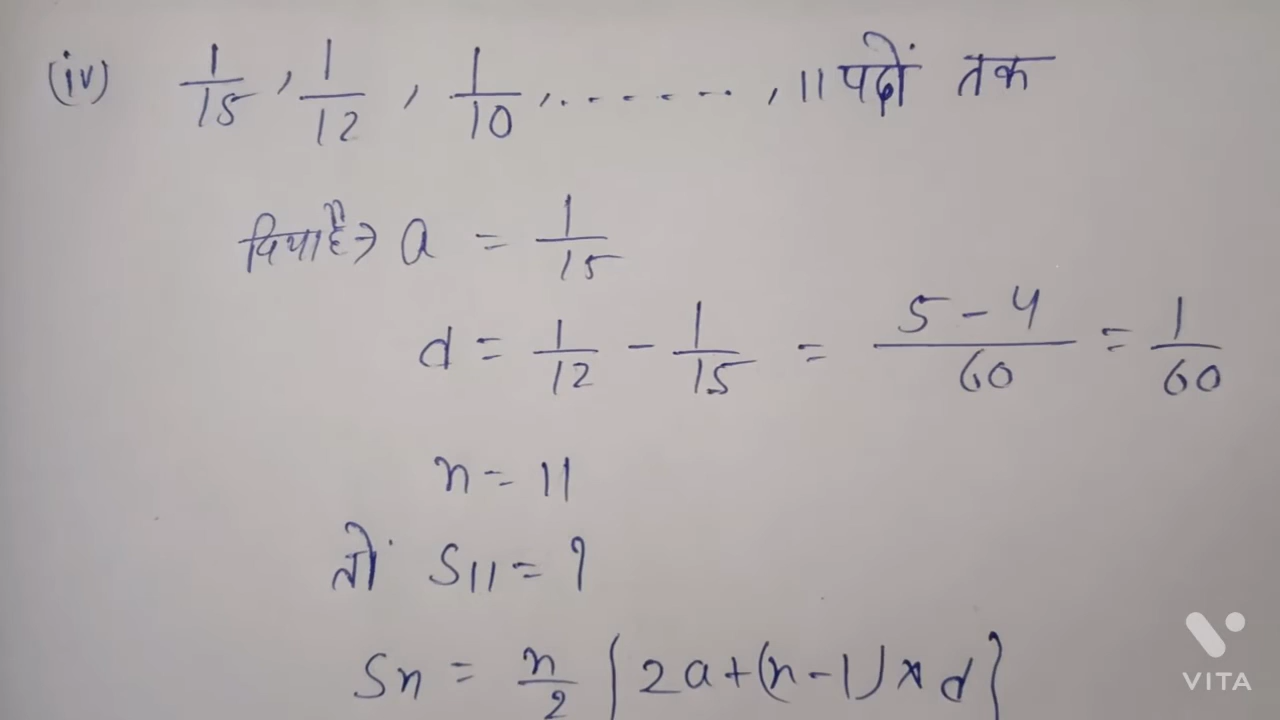 (iv) 1/15, 1/12, 1/10, ........, 11 पदों तक
दिया है→ a = 1/15
d = 1/12 - 1/15 = 5-4/60 = 1/60
n = 11
तों S11 = ?
Sn = n/2 {2a+(n-1)×d}
VITA